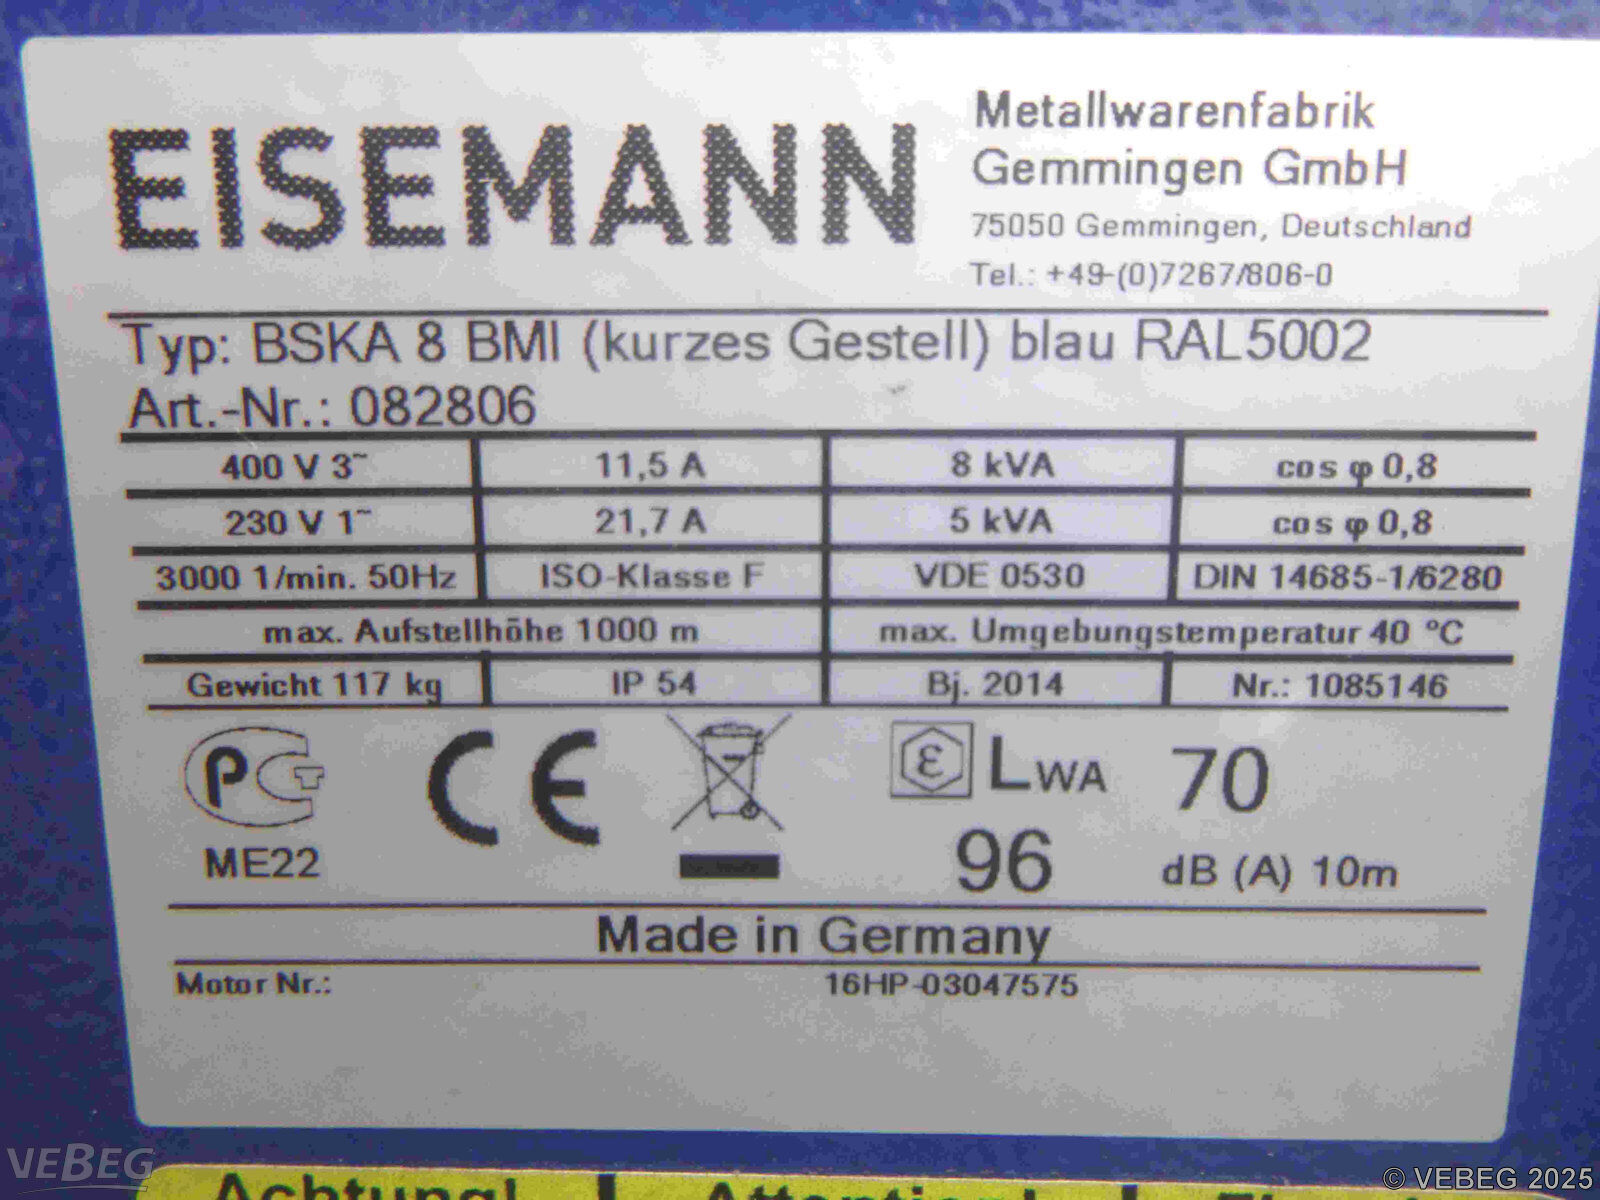 EISEMANN
Metallwarenfabrik
Gemmingen GmbH
75050 Gemmingen, Deutschland
Tel.: +49-(0)7267/806-0
Typ: BSKA 8 BMI (kurzes Gestell) blau RAL5002
Art.-Nr.: 082806
400 V 3~ 11,5 A 8 kVA cos φ 0,8
230 V 1~ 21,7 A 5 kVA cos φ 0,8
3000 1/min. 50Hz ISO-Klasse F VDE 0530 DIN 14685-1/6280
max. Aufstellhöhe 1000 m max. Umgebungstemperatur 40 °C
Gewicht 117 kg IP 54 Bj. 2014 Nr.: 1085146
PCT CE ε LWA 70
ME22 96 dB (A) 10m
Made in Germany
Motor Nr.: 16HP-03047575
VEBEG
Achtung!
© VEBEG 2025